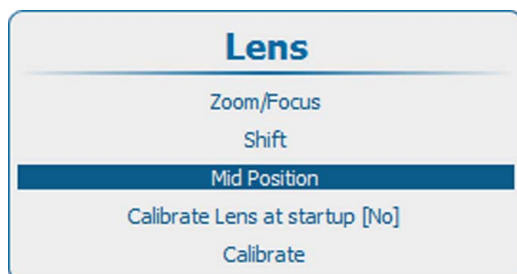 Lens
Zoom/Focus
Shift
Mid Position
Calibrate Lens at startup [No]
Calibrate